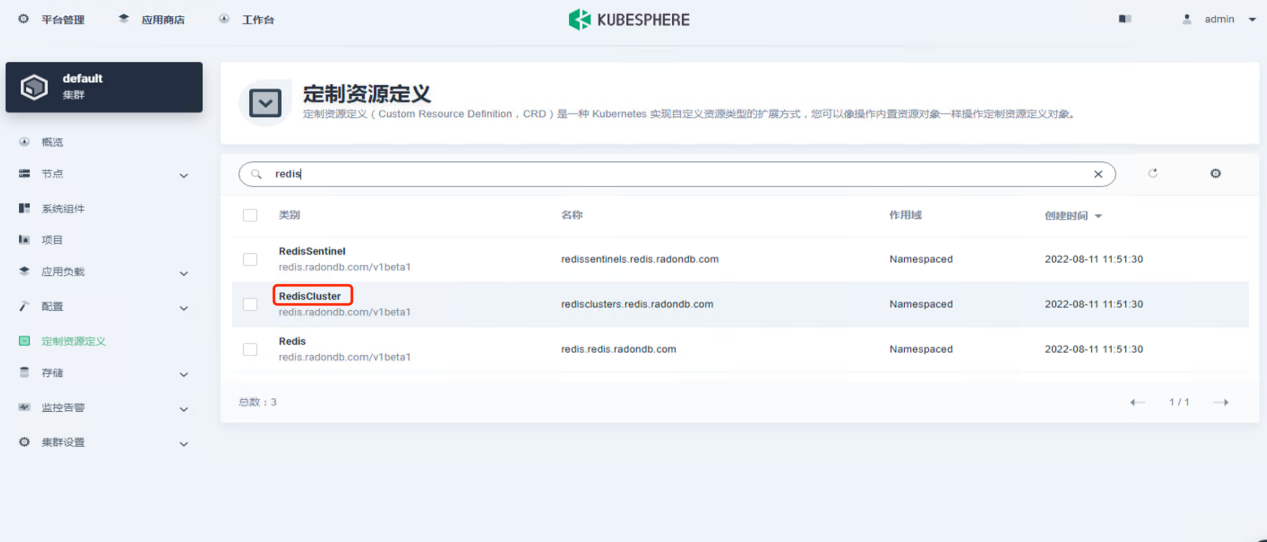 平台管理 应用商店 工作台 KUBESPHERE admin
default
集群
概览
节点
系统组件
项目
应用负载
配置
定制资源定义
存储
监控告警
集群设置
定制资源定义
定制资源定义（Custom Resource Definition，CRD）是一种 Kubernetes 实现自定义资源类型的扩展方式，您可以像操作内置资源对象一样操作定制资源定义对象。
redis
类别 名称 作用域 创建时间
RedisSentinel
redis.radondb.com/v1beta1 redissentinels.redis.radondb.com Namespaced 2022-08-11 11:51:30
RedisCluster
redis.radondb.com/v1beta1 redisclusters.redis.radondb.com Namespaced 2022-08-11 11:51:30
Redis
redis.radondb.com/v1beta1 redis.redis.radondb.com Namespaced 2022-08-11 11:51:30
总数：3 1 / 1